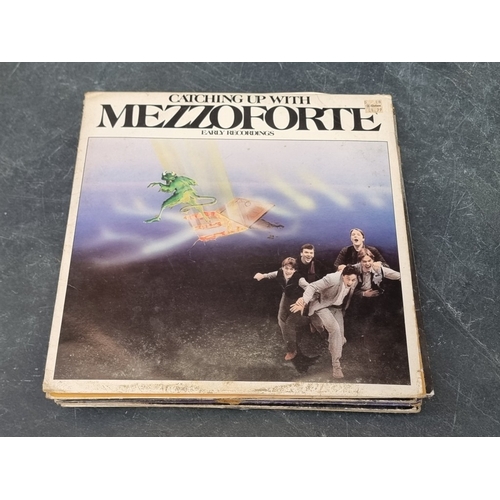 CATCHING UP WITH
MEZZOFORTE
EARLY RECORDINGS